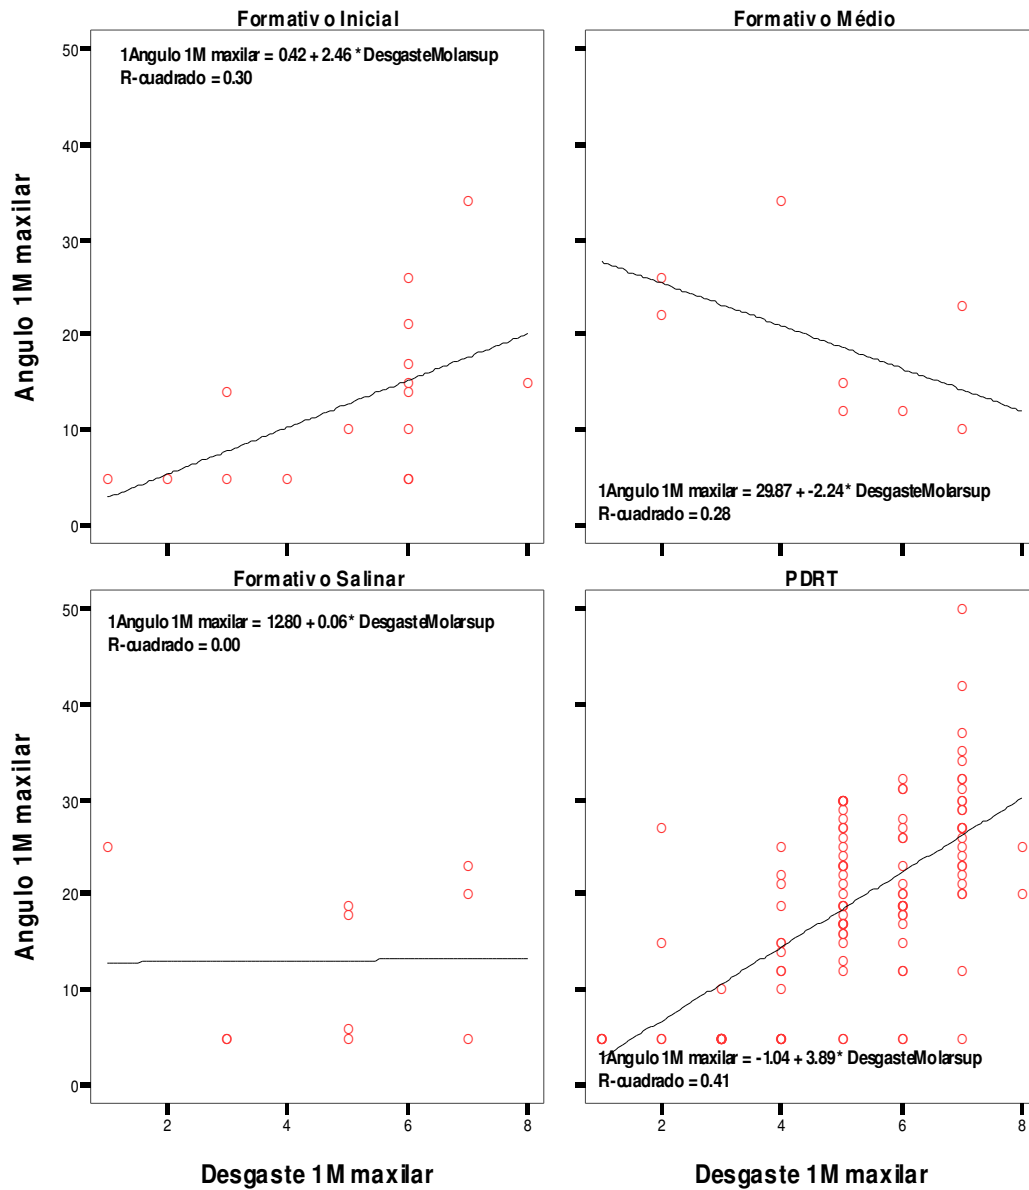 Formativo Inicial
1Angulo 1M maxilar = 0.42 + 2.46 * DesgasteMolarsup
R-cuadrado = 0.30
50
40
30
20
10
0
Angulo 1M maxilar
Formativo Médio
1Angulo 1M maxilar = 29.87 + -2.24 * DesgasteMolarsup
R-cuadrado = 0.28
Formativo Salinar
1Angulo 1M maxilar = 12.80 + 0.06 * DesgasteMolarsup
R-cuadrado = 0.00
50
40
30
20
10
0
Angulo 1M maxilar
2 4 6 8
Desgaste 1M maxilar
PDRT
1Angulo 1M maxilar = -1.04 + 3.89 * DesgasteMolarsup
R-cuadrado = 0.41
2 4 6 8
Desgaste 1M maxilar